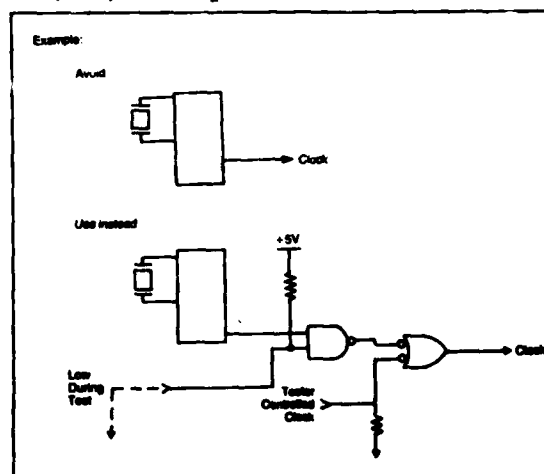 Example:
Avoid
Clock
Use instead
+5V
Clock
Low
During
Test
Tester
Controlled
Clock